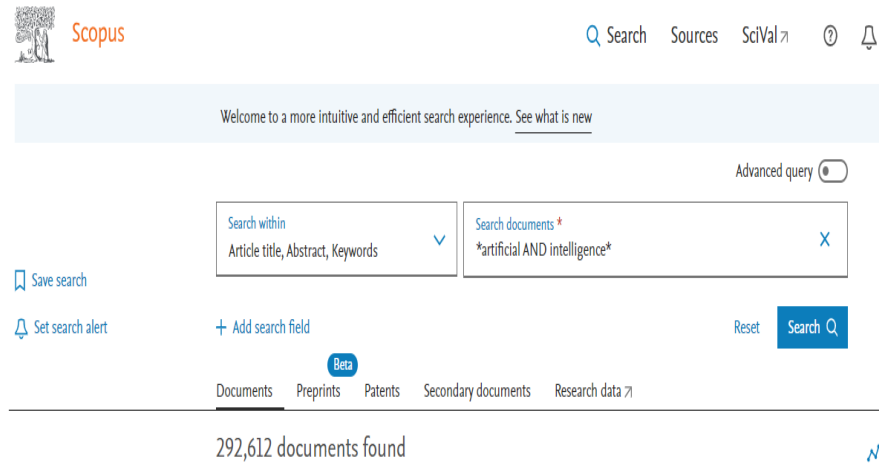 Scopus
Search Sources SciVal
Welcome to a more intuitive and efficient search experience. See what is new
Advanced query
Search within
Article title, Abstract, Keywords
Search documents *
*artificial AND intelligence*
Save search
Set search alert
+ Add search field
Reset
Search
Beta
Documents Preprints Patents Secondary documents Research data
292,612 documents found